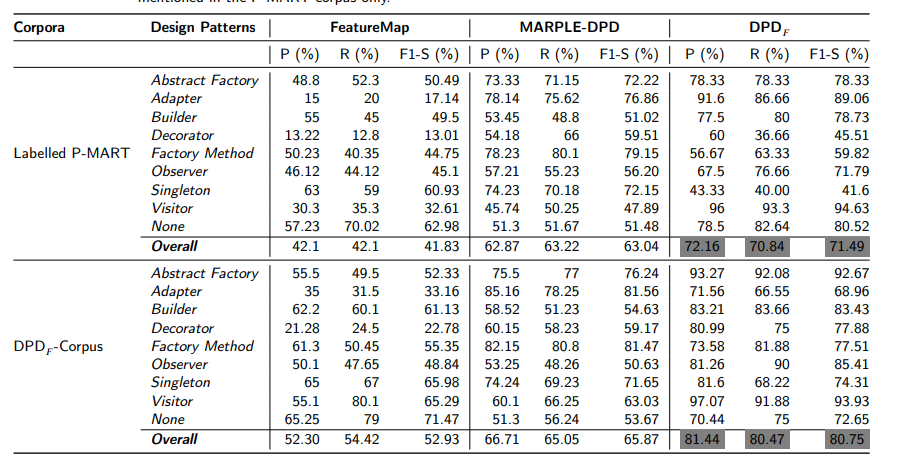 mentioned in the P-MART corpus only.
Corpora Design Patterns FeatureMap MARPLE-DPD DPD_F
P (%) R (%) F1-S (%) P (%) R (%) F1-S (%) P (%) R (%) F1-S (%)
Abstract Factory 48.8 52.3 50.49 73.33 71.15 72.22 78.33 78.33 78.33
Adapter 15 20 17.14 78.14 75.62 76.86 91.6 86.66 89.06
Builder 55 45 49.5 53.45 48.8 51.02 77.5 80 78.73
Decorator 13.22 12.8 13.01 54.18 66 59.51 60 36.66 45.51
Labelled P-MART Factory Method 50.23 40.35 44.75 78.23 80.1 79.15 56.67 63.33 59.82
Observer 46.12 44.12 45.1 57.21 55.23 56.20 67.5 76.66 71.79
Singleton 63 59 60.93 74.23 70.18 72.15 43.33 40.00 41.6
Visitor 30.3 35.3 32.61 45.74 50.25 47.89 96 93.3 94.63
None 57.23 70.02 62.98 51.3 51.67 51.48 78.5 82.64 80.52
Overall 42.1 42.1 41.83 62.87 63.22 63.04 72.16 70.84 71.49
Abstract Factory 55.5 49.5 52.33 75.5 77 76.24 93.27 92.08 92.67
Adapter 35 31.5 33.16 85.16 78.25 81.56 71.56 66.55 68.96
Builder 62.2 60.1 61.13 58.52 51.23 54.63 83.21 83.66 83.43
Decorator 21.28 24.5 22.78 60.15 58.23 59.17 80.99 75 77.88
DPD_F-Corpus Factory Method 61.3 50.45 55.35 82.15 80.8 81.47 73.58 81.88 77.51
Observer 50.1 47.65 48.84 53.25 48.26 50.63 81.26 90 85.41
Singleton 65 67 65.98 74.24 69.23 71.65 81.6 68.22 74.31
Visitor 55.1 80.1 65.29 60.1 66.25 63.03 97.07 91.88 93.93
None 65.25 79 71.47 51.3 56.24 53.67 70.44 75 72.65
Overall 52.30 54.42 52.93 66.71 65.05 65.87 81.44 80.47 80.75